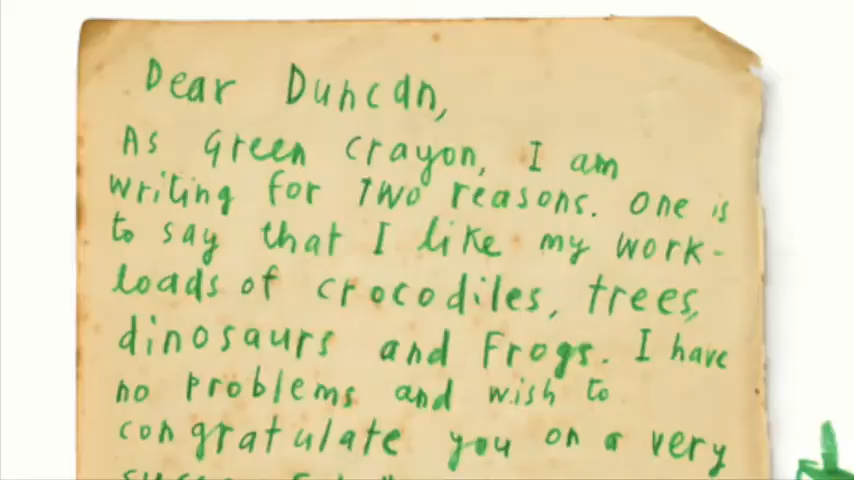 Dear Duncan,
As Green crayon, I am
writing for TWO reasons. One is
to say that I like my work-
loads of crocodiles, trees,
dinosaurs and Frogs. I have
no problems and wish to
congratulate you on a very